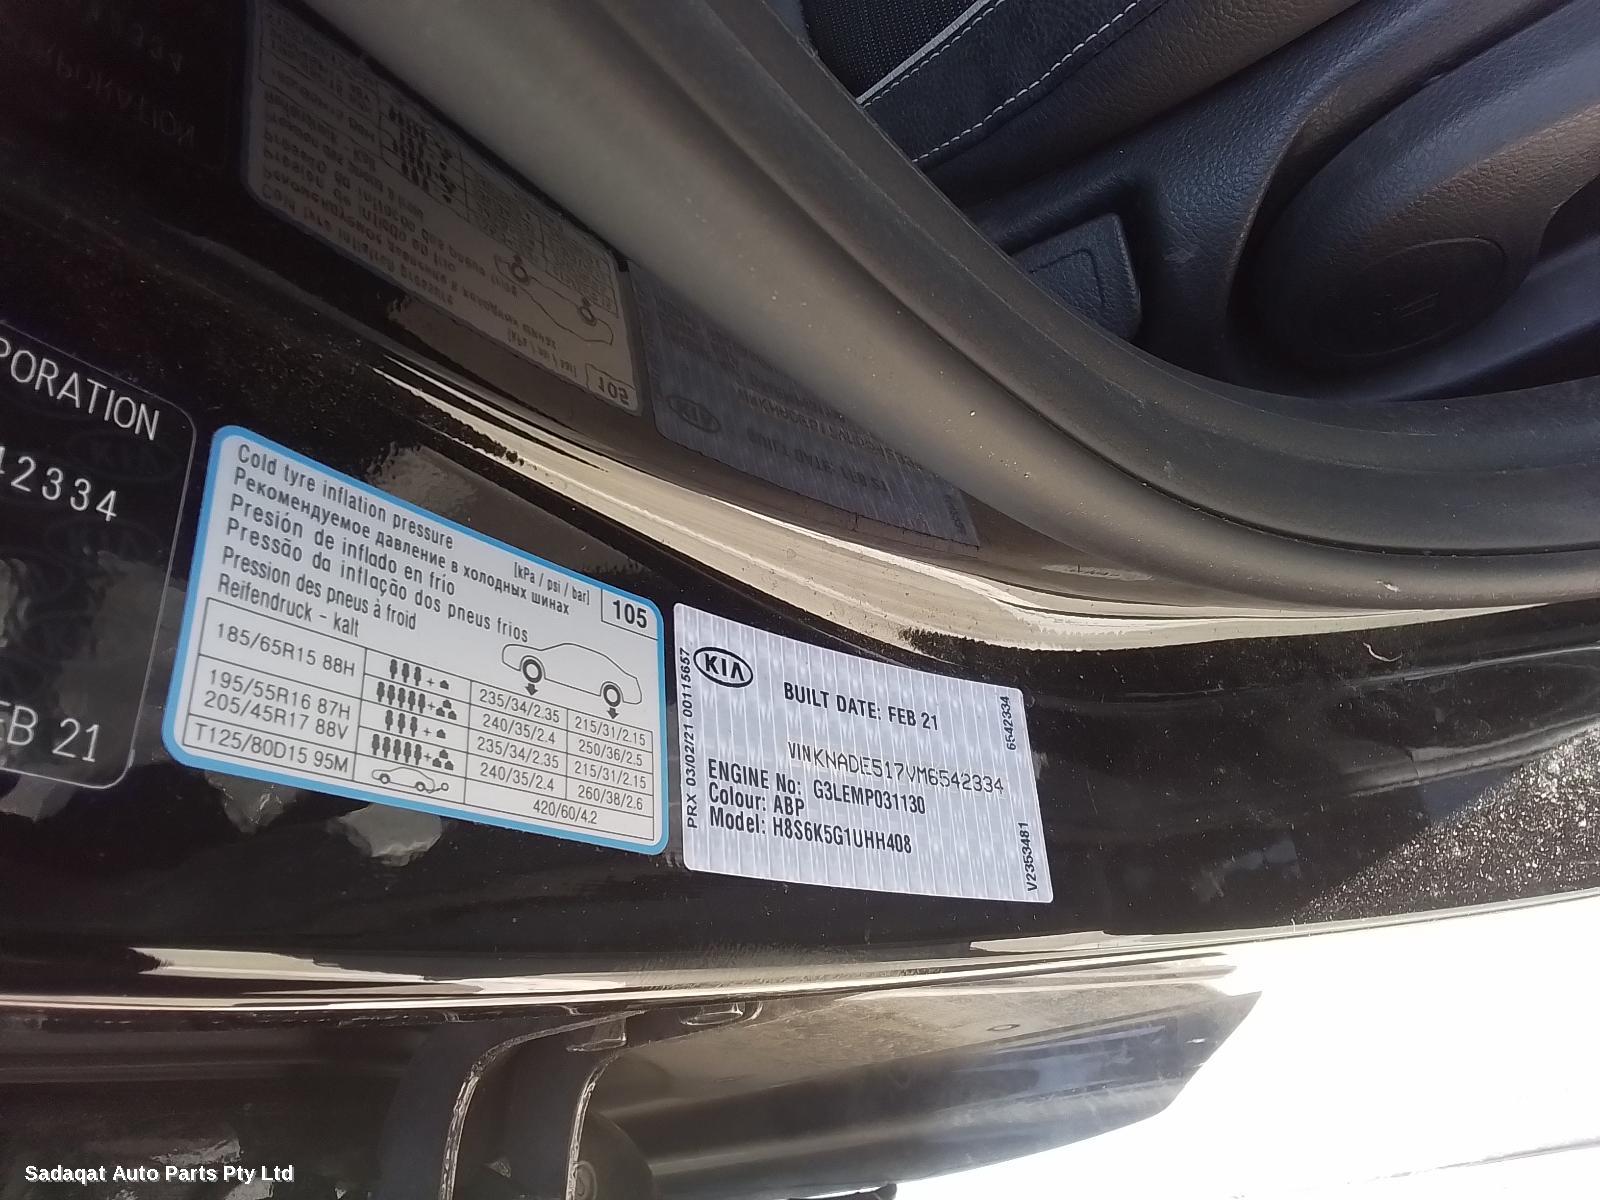 PORATION
42334
FEB 21
Cold tyre inflation pressure
Рекомендуемое давление в холодных шинах
Presión de inflado en frío
Pressão da inflação dos pneus frios
Pression des pneus à froid
Reifendruck - kalt
[kPa / psi / bar]
105
185/65R15 88H
235/34/2.35 215/31/2.15
240/35/2.4 250/36/2.5
195/55R16 87H
205/45R17 88V
235/34/2.35 215/31/2.15
240/35/2.4 260/38/2.6
T125/80D15 95M
420/60/4.2
KIA
BUILT DATE: FEB 21
VIN KNADE517VM6542334
ENGINE No: G3LEMP031130
Colour: ABP
Model: H8S6K5G1UHH408
PRX 03/02/21 00115657
6542334
V2353481
Sadaqat Auto Parts Pty Ltd